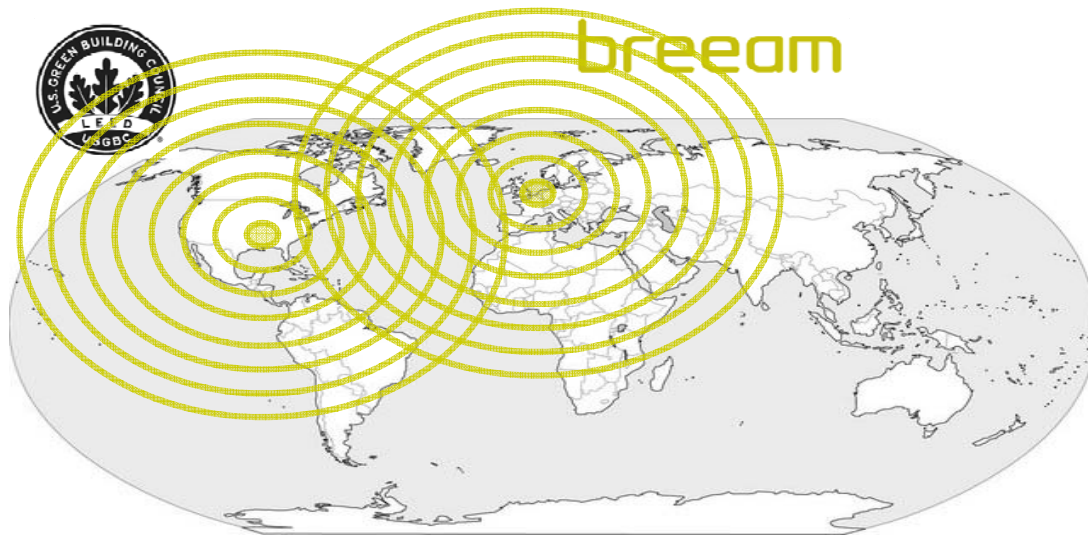 U.S. GREEN BUILDING COUNCIL
LEED
USGBC
®
breeam